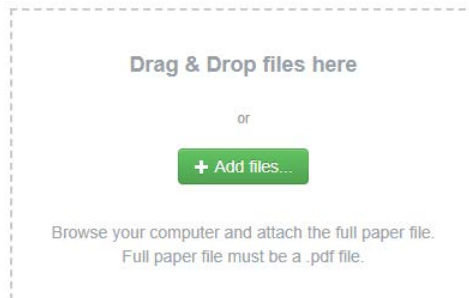 Drag & Drop files here
or
+ Add files...
Browse your computer and attach the full paper file.
Full paper file must be a .pdf file.